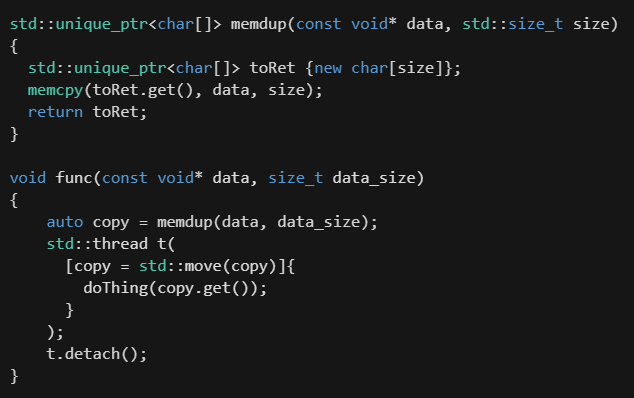 std::unique_ptr<char[]> memdup(const void* data, std::size_t size)
{
  std::unique_ptr<char[]> toRet {new char[size]};
  memcpy(toRet.get(), data, size);
  return toRet;
}

void func(const void* data, size_t data_size)
{
    auto copy = memdup(data, data_size);
    std::thread t(
      [copy = std::move(copy)]{
        doThing(copy.get());
      }
    );
    t.detach();
}